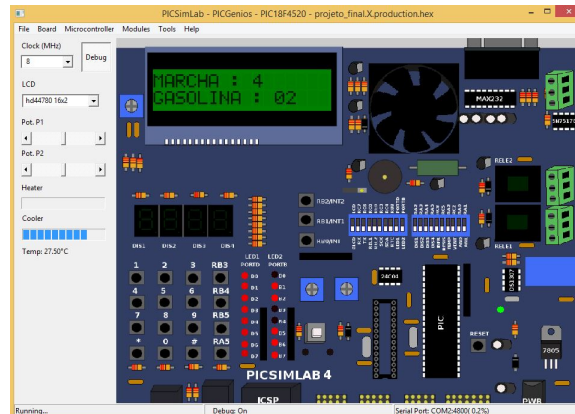 PICSimLab - PICGenios - PIC18F4520 - projeto_final.X.production.hex
File Board Microcontroller Modules Tools Help
Clock (MHz)
8
Debug
LCD
hd44780 16x2
Pot. P1
Pot. P2
Heater
Cooler
Temp: 27.50°C
MARCHA : 4
GASOLINA : 02
MAX232
RELE2
RELE1
RB2/INT2
RB1/INT1
DIS1 DIS2 DIS3 DIS4
LED1 LED2
PORTD PORTB
1 2 3 RB3
4 5 6 RB4
7 8 9 RB5
* 0 # RA5
24C04
DS1307
PIC
RESET
7805
PICSIMLAB 4
ICSP
PWR
Running...
Debug: On
Serial Port: COM2:4800( 0.2%)